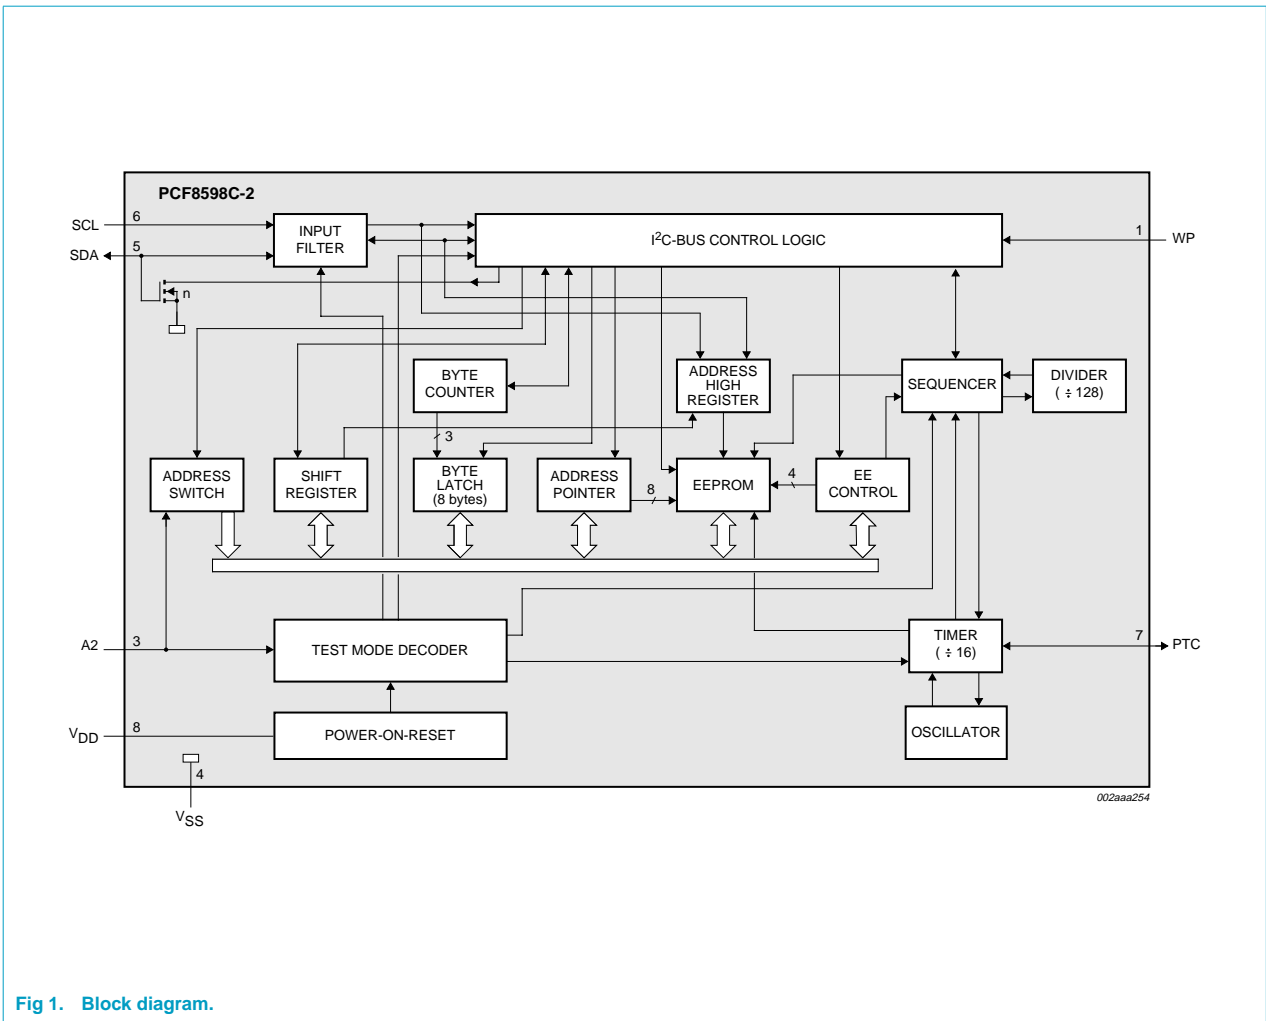 PCF8598C-2
SCL
6
SDA
5
INPUT
FILTER
I2C-BUS CONTROL LOGIC
1
WP
n
BYTE
COUNTER
ADDRESS
HIGH
REGISTER
SEQUENCER
DIVIDER
( ÷ 128)
3
ADDRESS
SWITCH
SHIFT
REGISTER
BYTE
LATCH
(8 bytes)
ADDRESS
POINTER
8
EEPROM
4
EE
CONTROL
A2
3
TEST MODE DECODER
TIMER
( ÷ 16)
7
PTC
VDD
8
POWER-ON-RESET
OSCILLATOR
4
VSS
002aaa254
Fig 1. Block diagram.